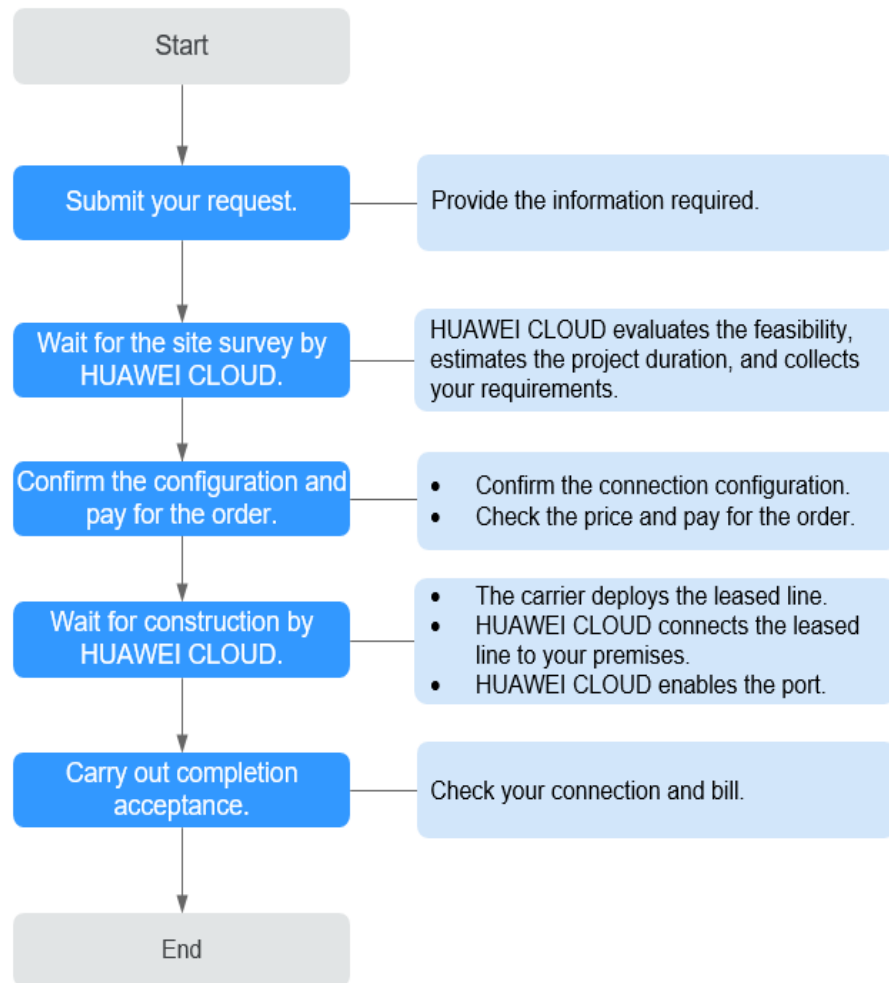 Start
Submit your request.
Provide the information required.
Wait for the site survey by
HUAWEI CLOUD.
HUAWEI CLOUD evaluates the feasibility,
estimates the project duration, and collects
your requirements.
Confirm the configuration and
pay for the order.
• Confirm the connection configuration.
• Check the price and pay for the order.
Wait for construction by
HUAWEI CLOUD.
• The carrier deploys the leased line.
• HUAWEI CLOUD connects the leased
line to your premises.
• HUAWEI CLOUD enables the port.
Carry out completion
acceptance.
Check your connection and bill.
End